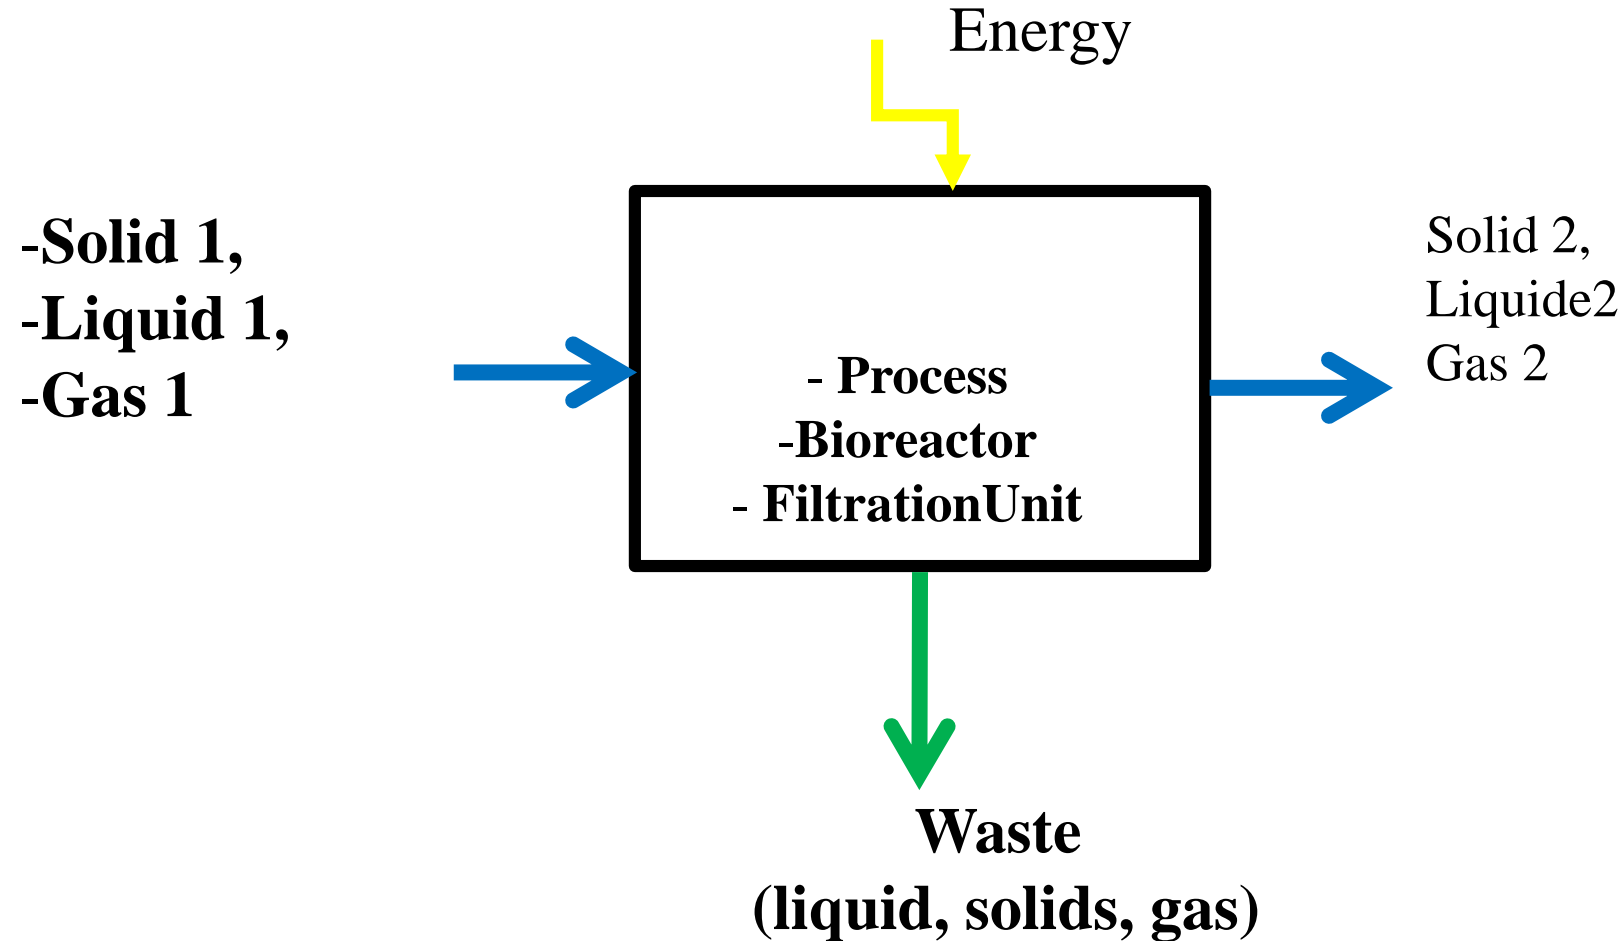 Energy
-Solid 1,
-Liquid 1,
-Gas 1
- Process
-Bioreactor
- FiltrationUnit
Solid 2,
Liquide2
Gas 2
Waste
(liquid, solids, gas)